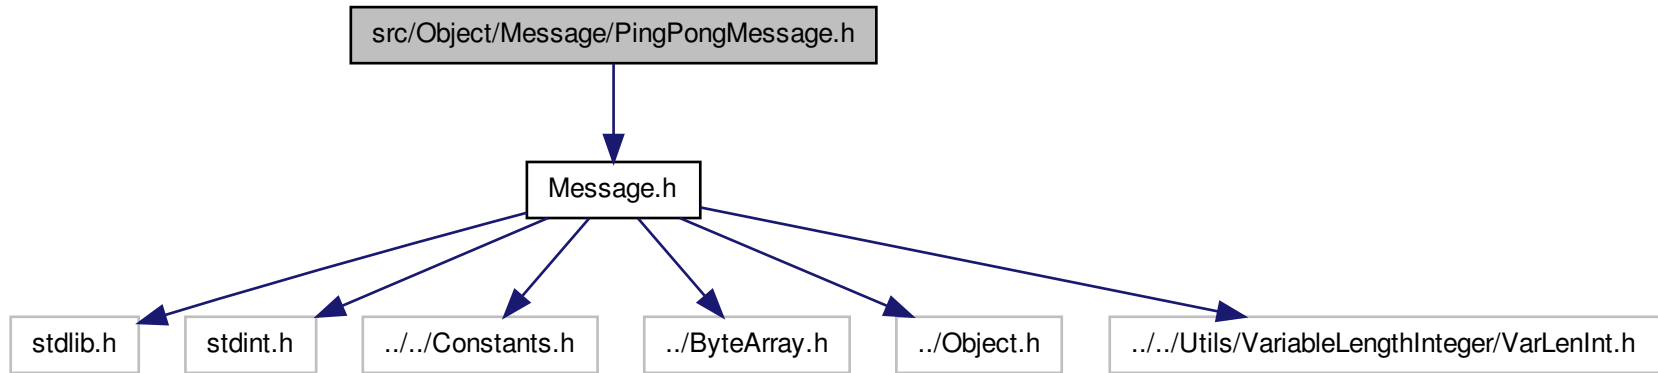 src/Object/Message/PingPongMessage.h
Message.h
stdlib.h
stdint.h
../../Constants.h
../ByteArray.h
../Object.h
../../Utils/VariableLengthInteger/VarLenInt.h